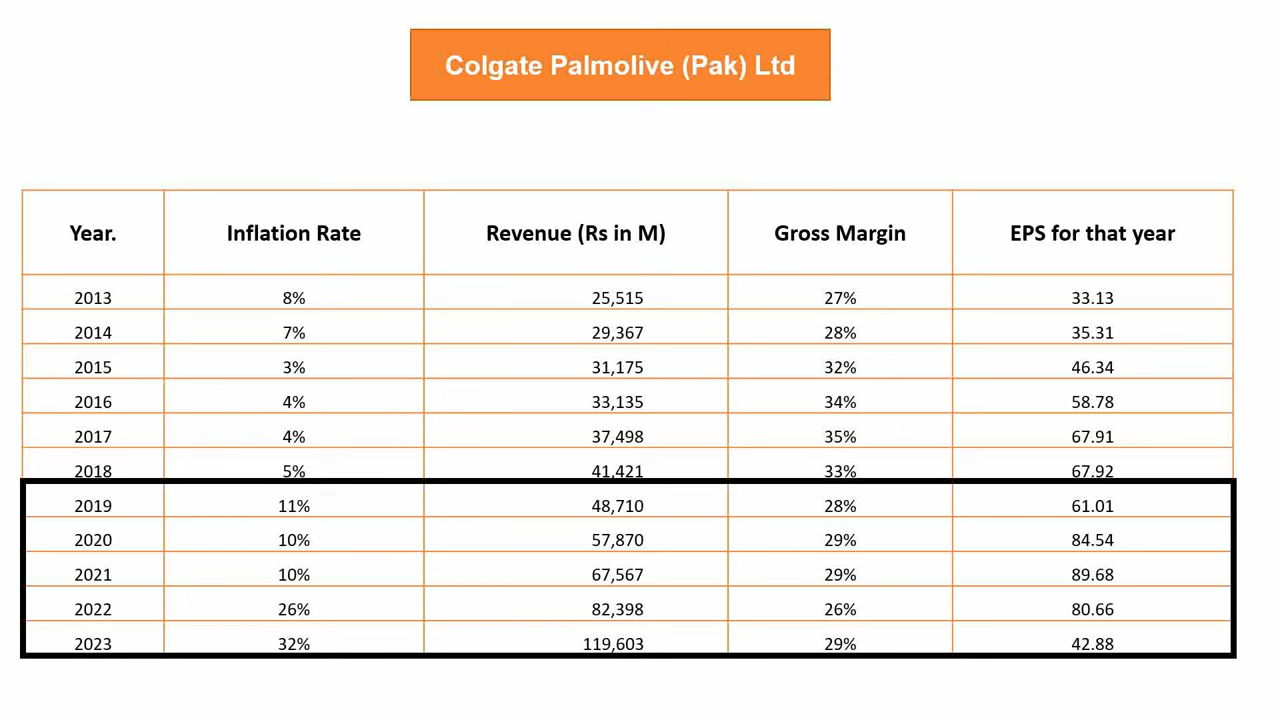 Colgate Palmolive (Pak) Ltd
Year. Inflation Rate Revenue (Rs in M) Gross Margin EPS for that year
2013 8% 25,515 27% 33.13
2014 7% 29,367 28% 35.31
2015 3% 31,175 32% 46.34
2016 4% 33,135 34% 58.78
2017 4% 37,498 35% 67.91
2018 5% 41,421 33% 67.92
2019 11% 48,710 28% 61.01
2020 10% 57,870 29% 84.54
2021 10% 67,567 29% 89.68
2022 26% 82,398 26% 80.66
2023 32% 119,603 29% 42.88